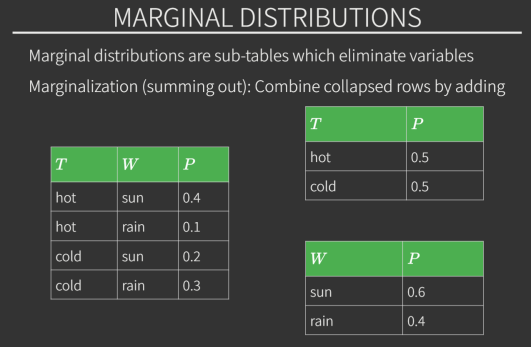 MARGINAL DISTRIBUTIONS
Marginal distributions are sub-tables which eliminate variables
Marginalization (summing out): Combine collapsed rows by adding
T W P
hot sun 0.4
hot rain 0.1
cold sun 0.2
cold rain 0.3
T P
hot 0.5
cold 0.5
W P
sun 0.6
rain 0.4